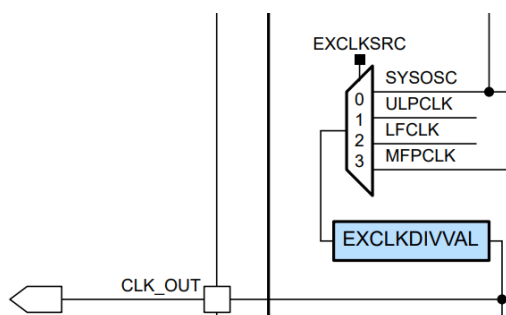 EXCLKSRC
SYSOSC
0
ULPCLK
1
LFCLK
2
MFPCLK
3
EXCLKDIVVAL
CLK_OUT